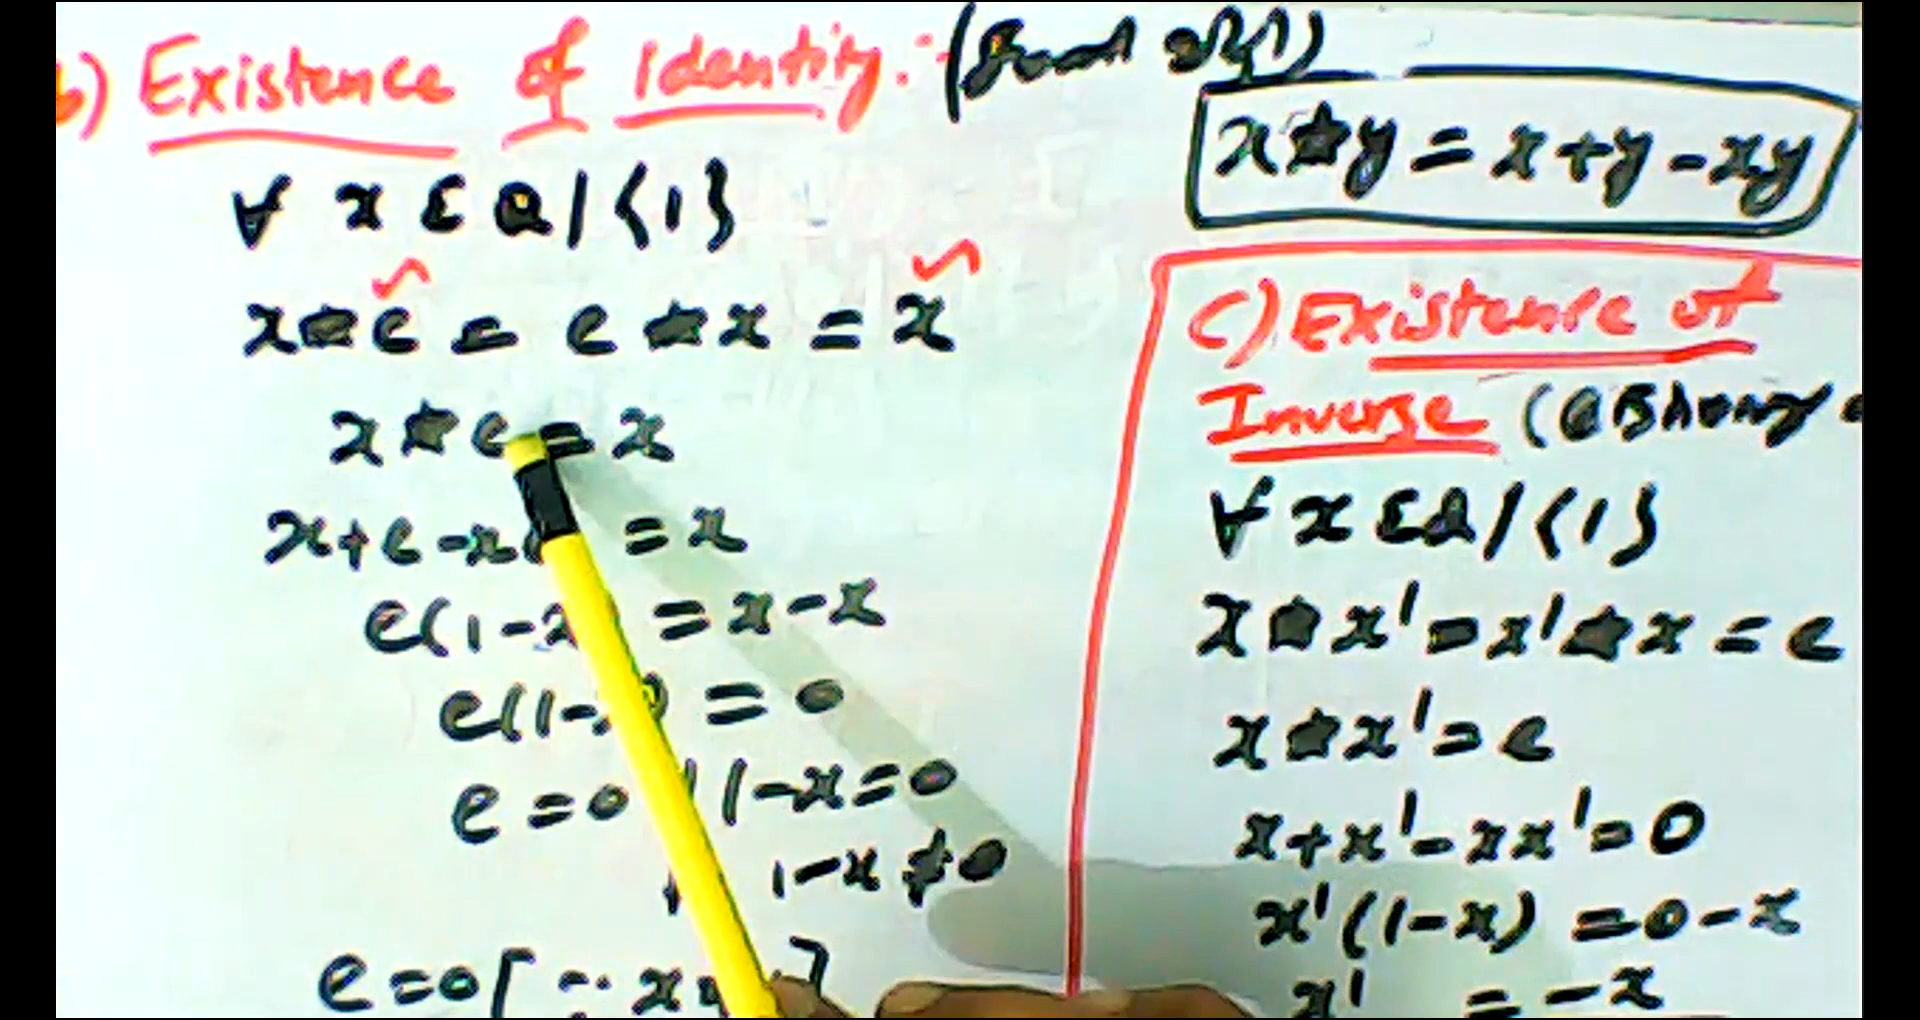 b) Existence of Identity :-
∀ x ∈ Q / {1}
x * e = e * x = x
x * e = x
x + e - x = x
e(1-x = x - x
e(1- ) = 0
e = 0 1-x = 0
1-x ≠ 0
e = 0 [ ∵ x ]
x * y = x + y - xy
C) Existence of
Inverse (
∀ x ∈ Q / {1}
x * x' = x' * x = e
x * x' = e
x + x' - xx' = 0
x' (1-x) = 0 - x
x' = -x